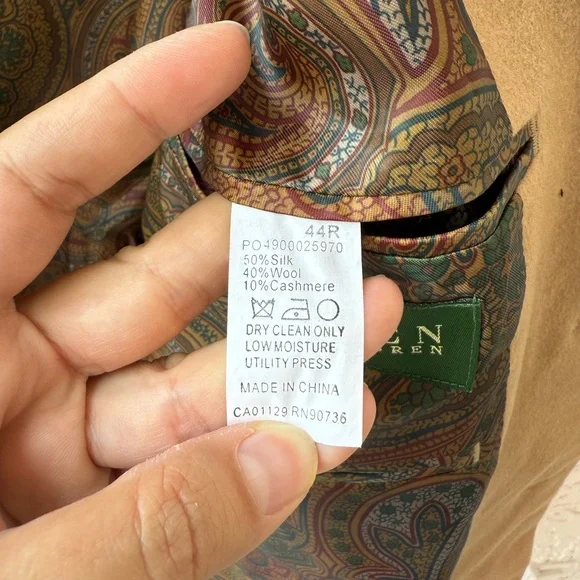 44R
PO4900025970
50%Silk
40%Wool
10%Cashmere
DRY CLEAN ONLY
LOW MOISTURE
UTILITY PRESS
MADE IN CHINA
CA01129 RN90736
EN
REN